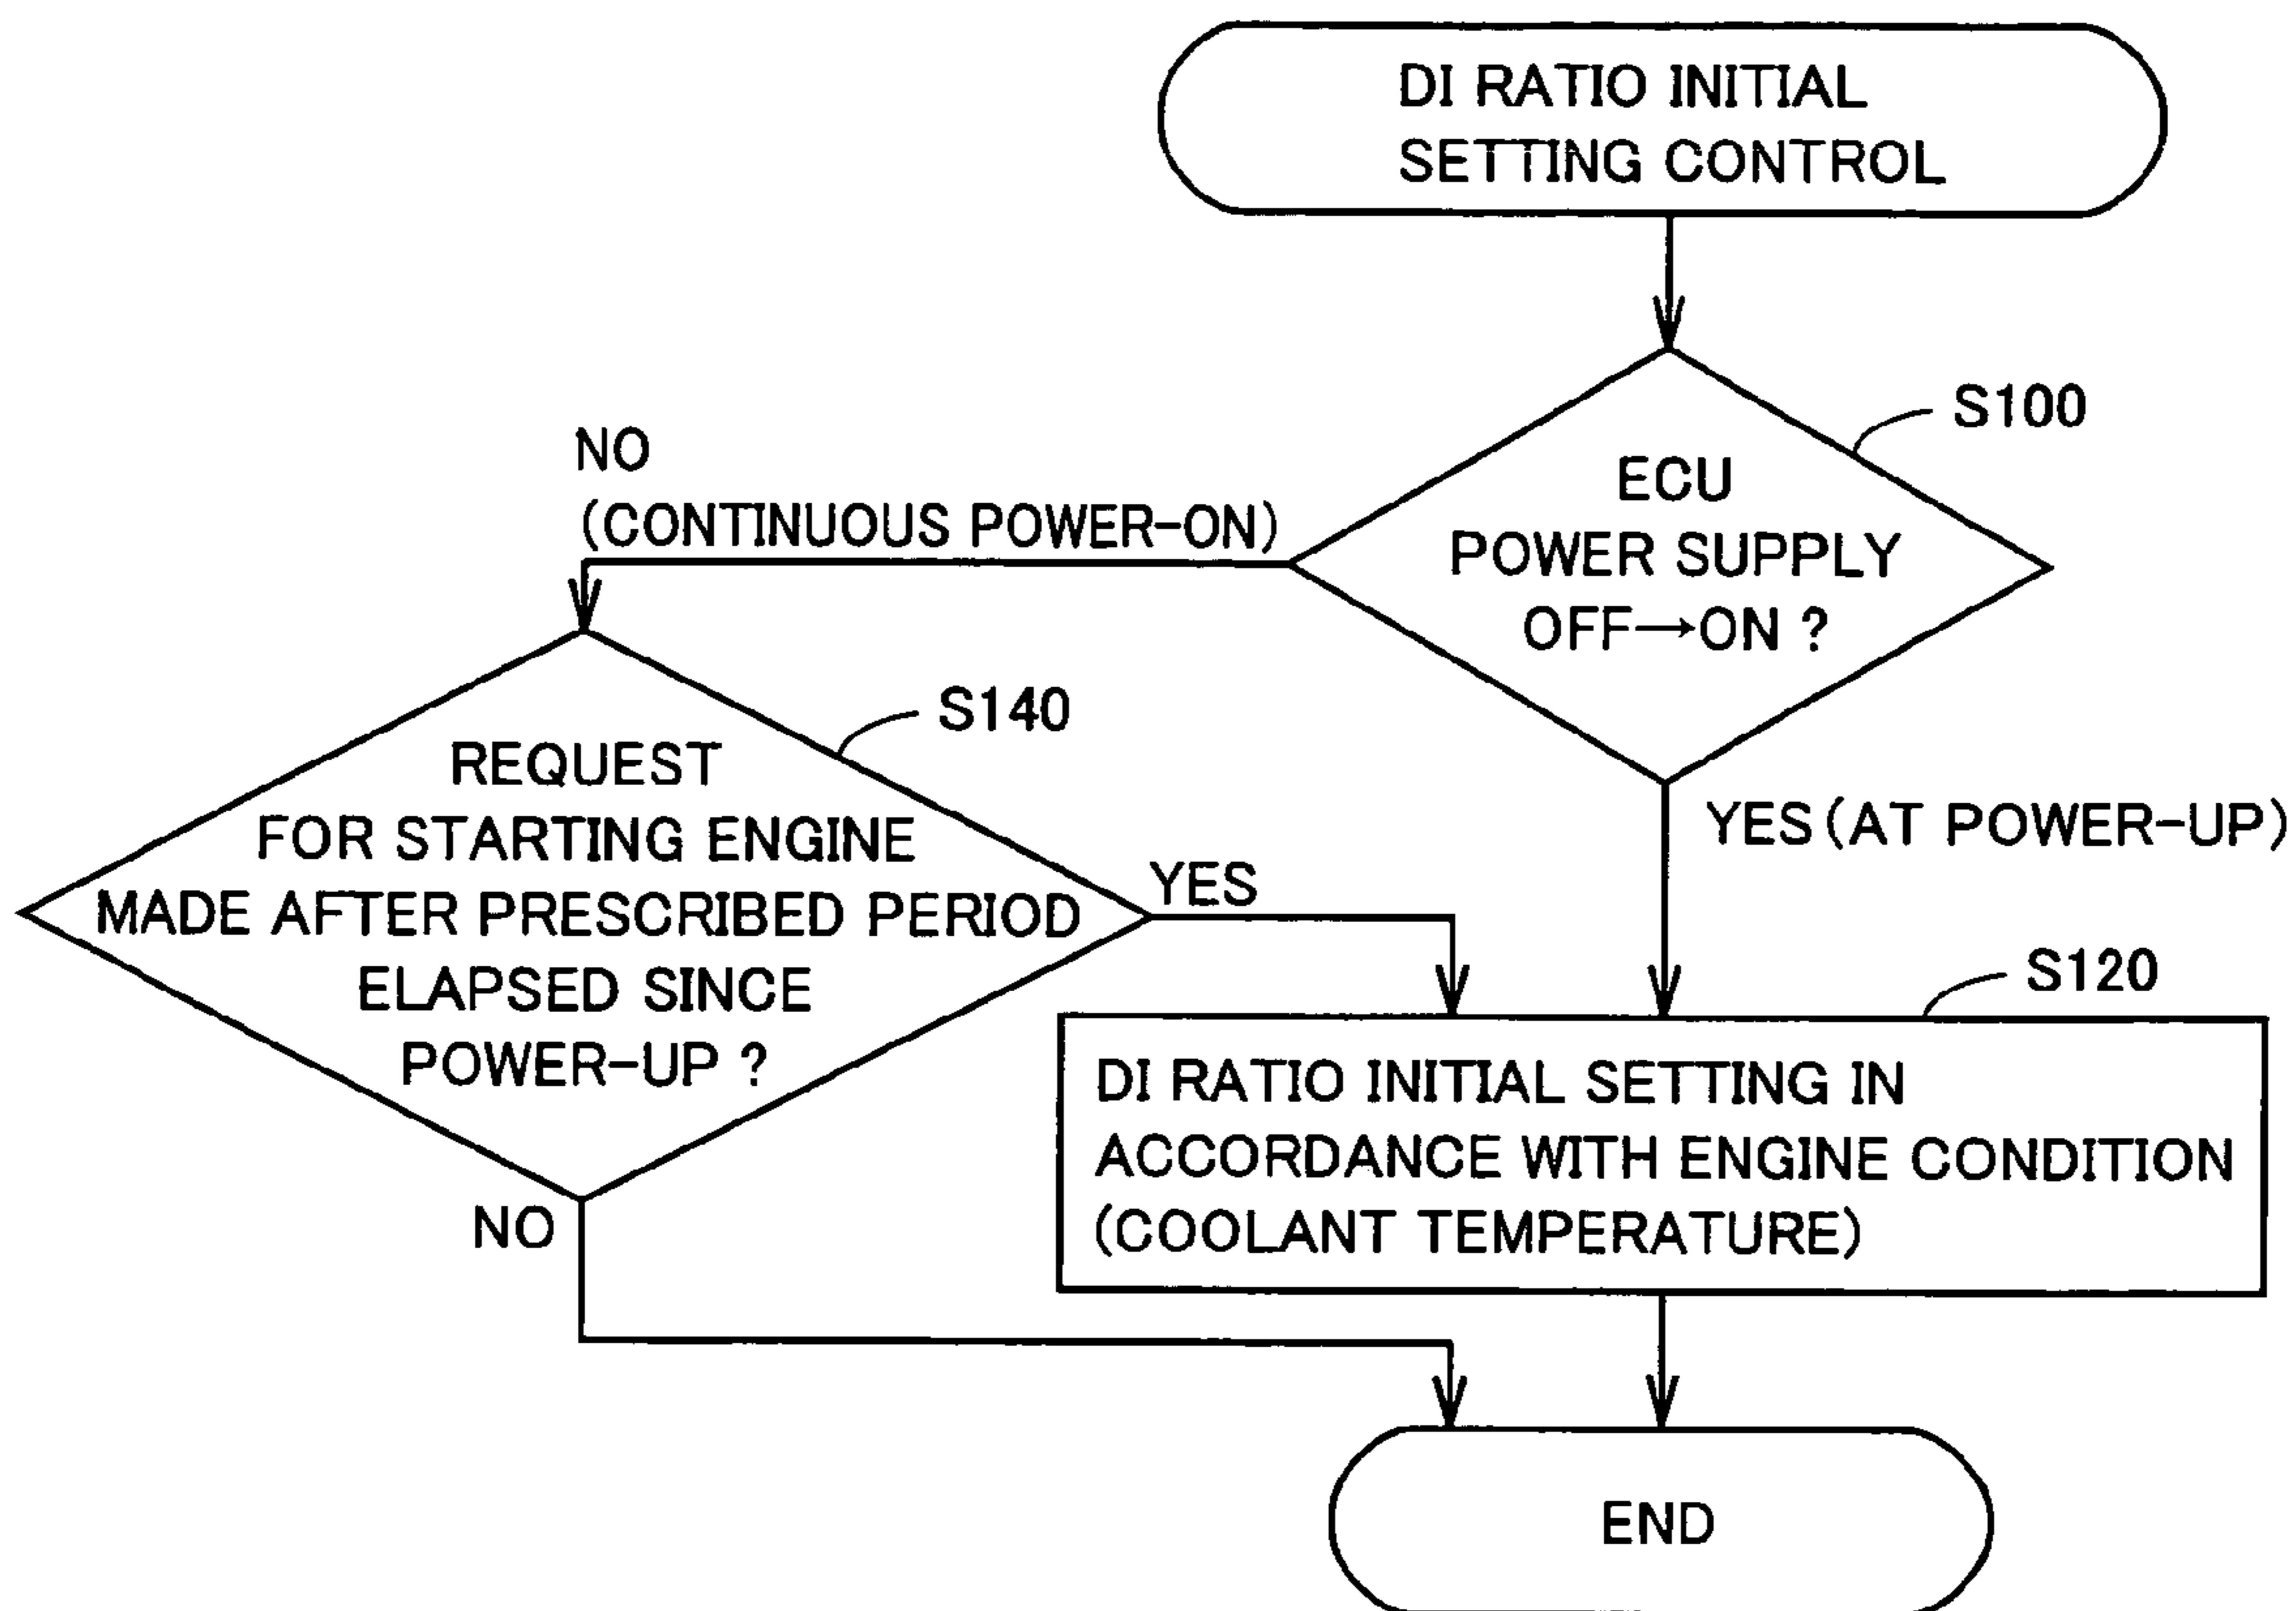 DI RATIO INITIAL
SETTING CONTROL
S100
ECU
POWER SUPPLY
OFF→ON ?
NO
(CONTINUOUS POWER-ON)
YES (AT POWER-UP)
S140
REQUEST
FOR STARTING ENGINE
MADE AFTER PRESCRIBED PERIOD
ELAPSED SINCE
POWER-UP ?
YES
NO
S120
DI RATIO INITIAL SETTING IN
ACCORDANCE WITH ENGINE CONDITION
(COOLANT TEMPERATURE)
END